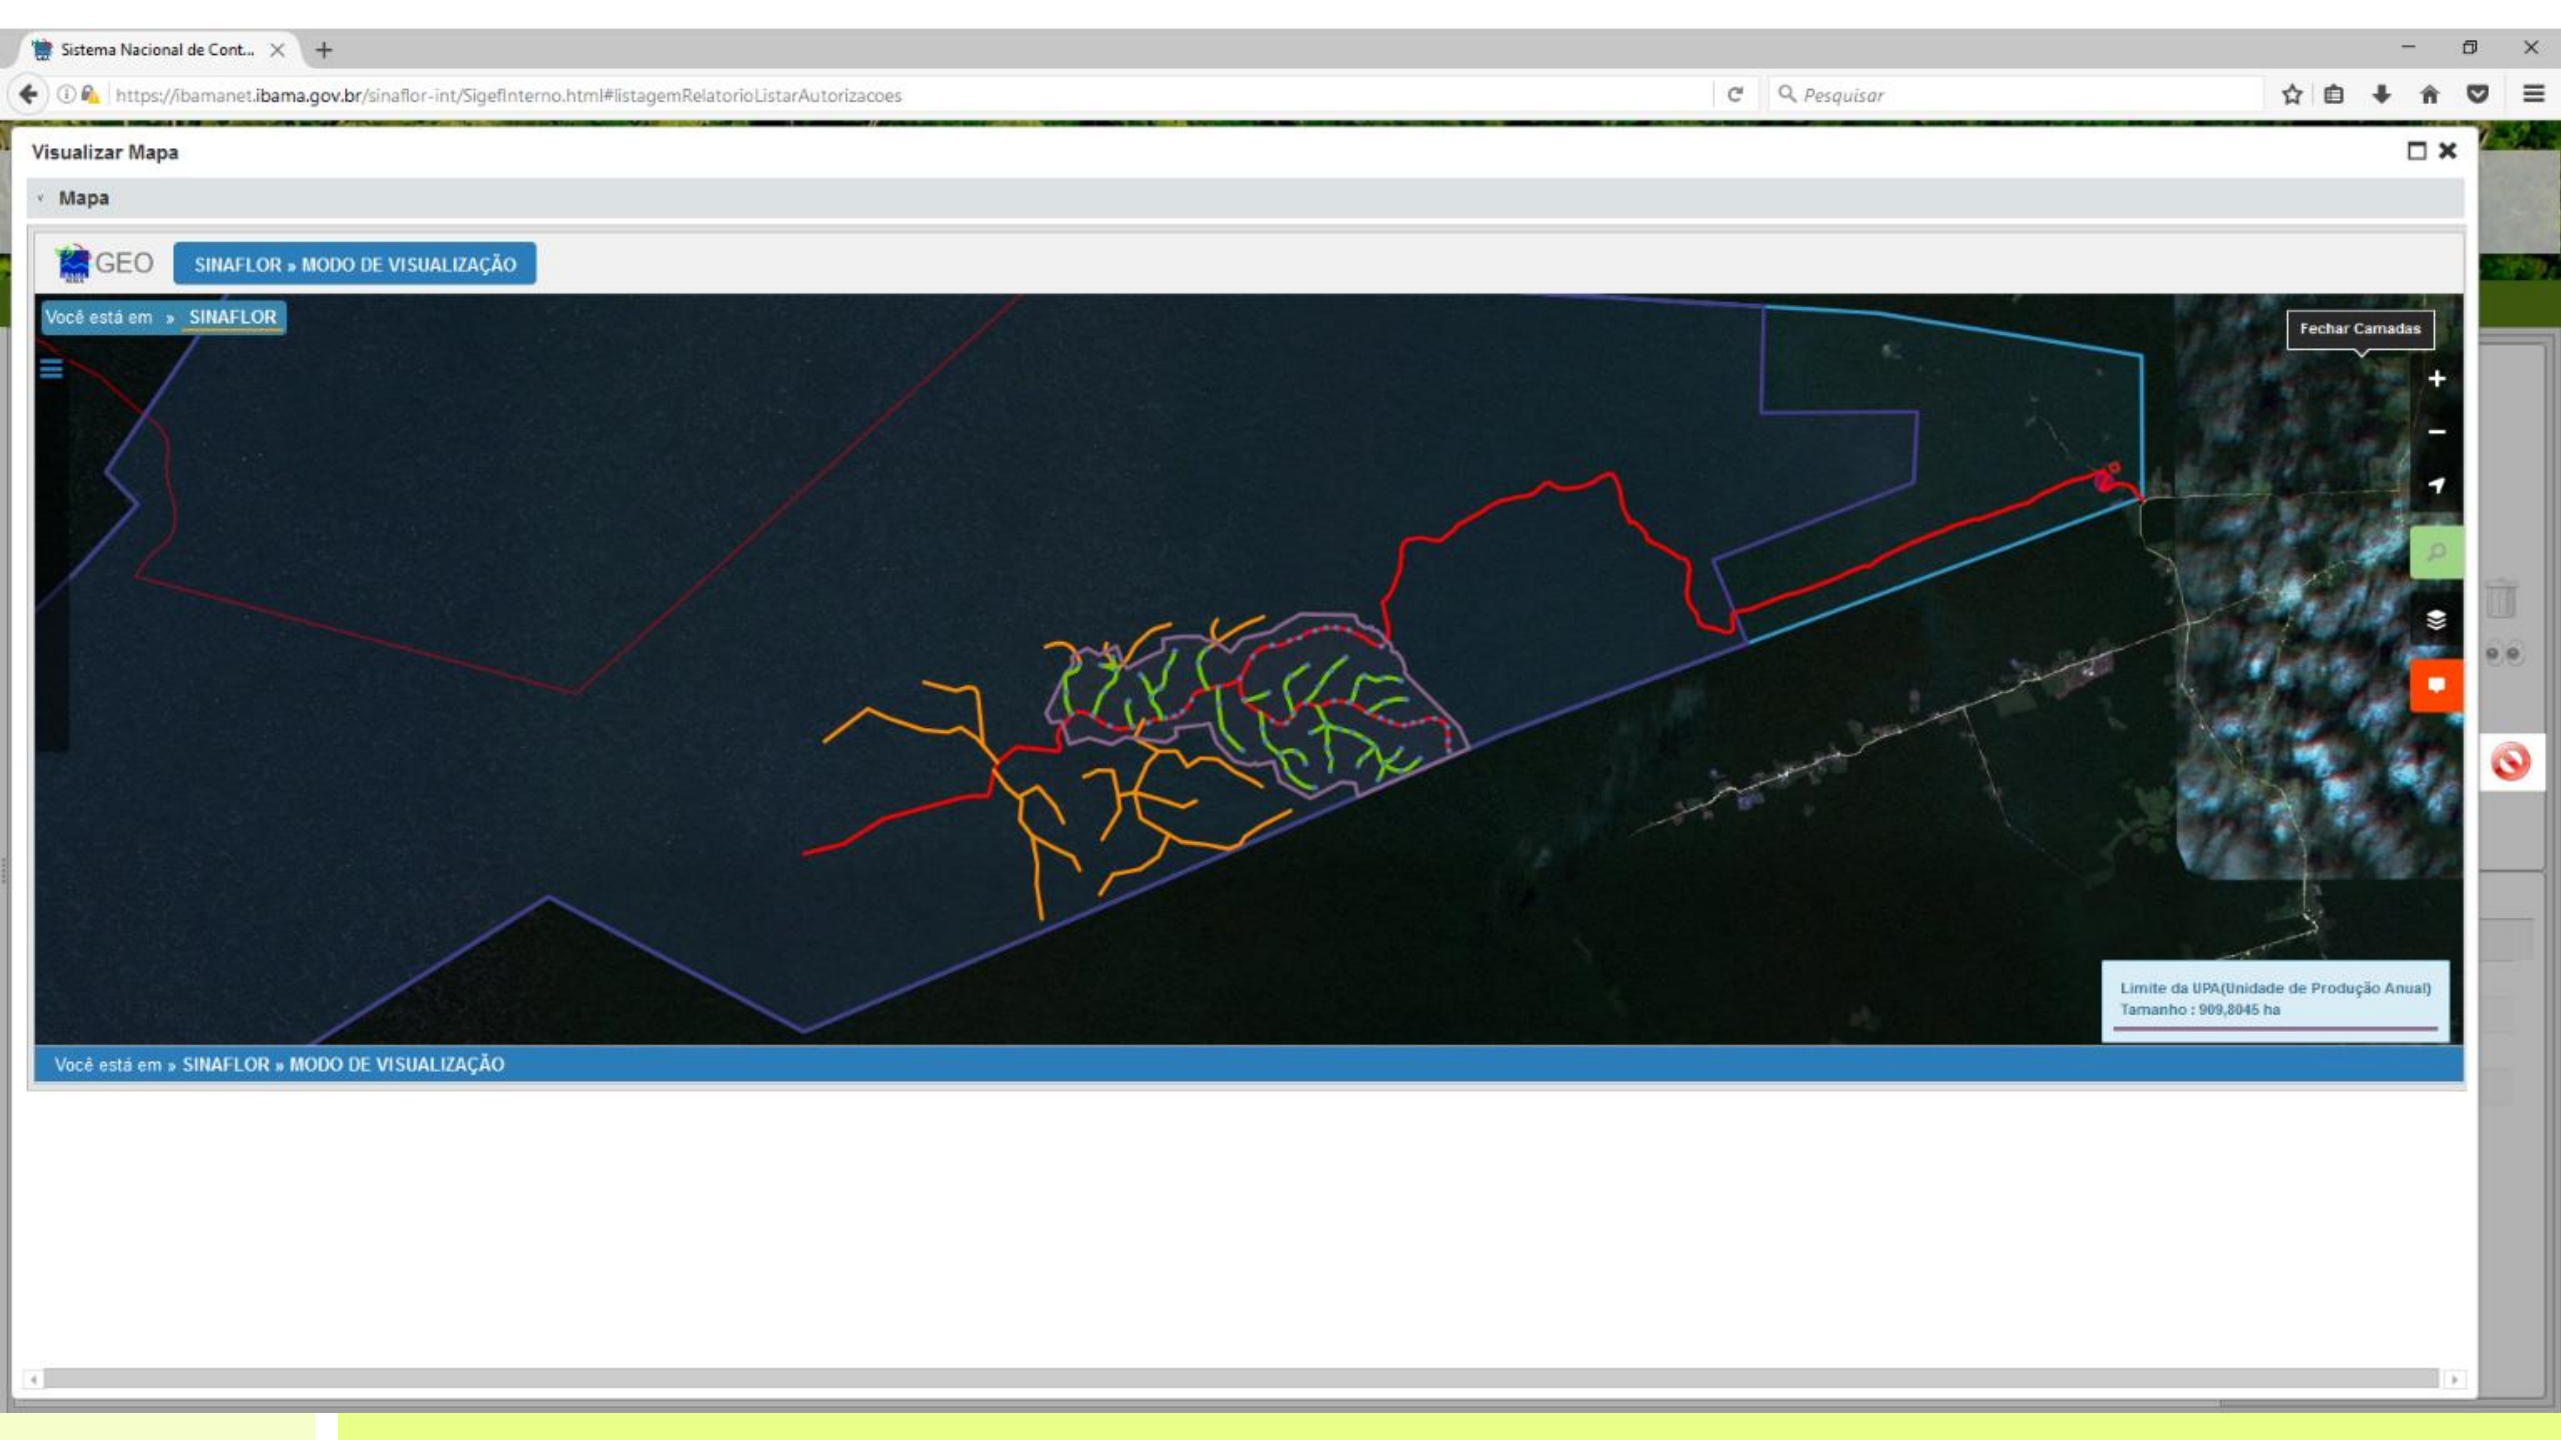 Sistema Nacional de Cont...
https://ibamanet.ibama.gov.br/sinaflor-int/SigefInterno.html#listagemRelatorioListarAutorizacoes
Pesquisar
Visualizar Mapa
Mapa
GEO
SINAFLOR » MODO DE VISUALIZAÇÃO
Você está em » SINAFLOR
Fechar Camadas
Limite da UPA(Unidade de Produção Anual)
Tamanho : 909,8045 ha
Você está em » SINAFLOR » MODO DE VISUALIZAÇÃO